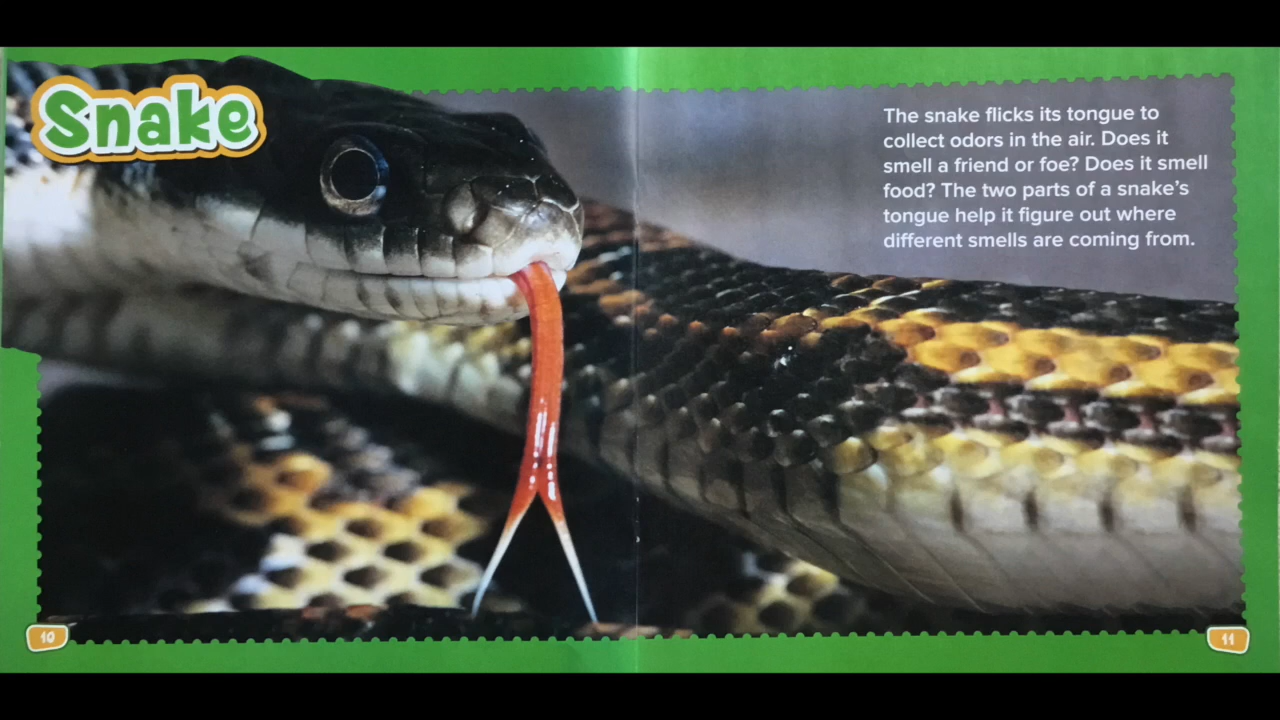 Snake
The snake flicks its tongue to
collect odors in the air. Does it
smell a friend or foe? Does it smell
food? The two parts of a snake's
tongue help it figure out where
different smells are coming from.
10
11